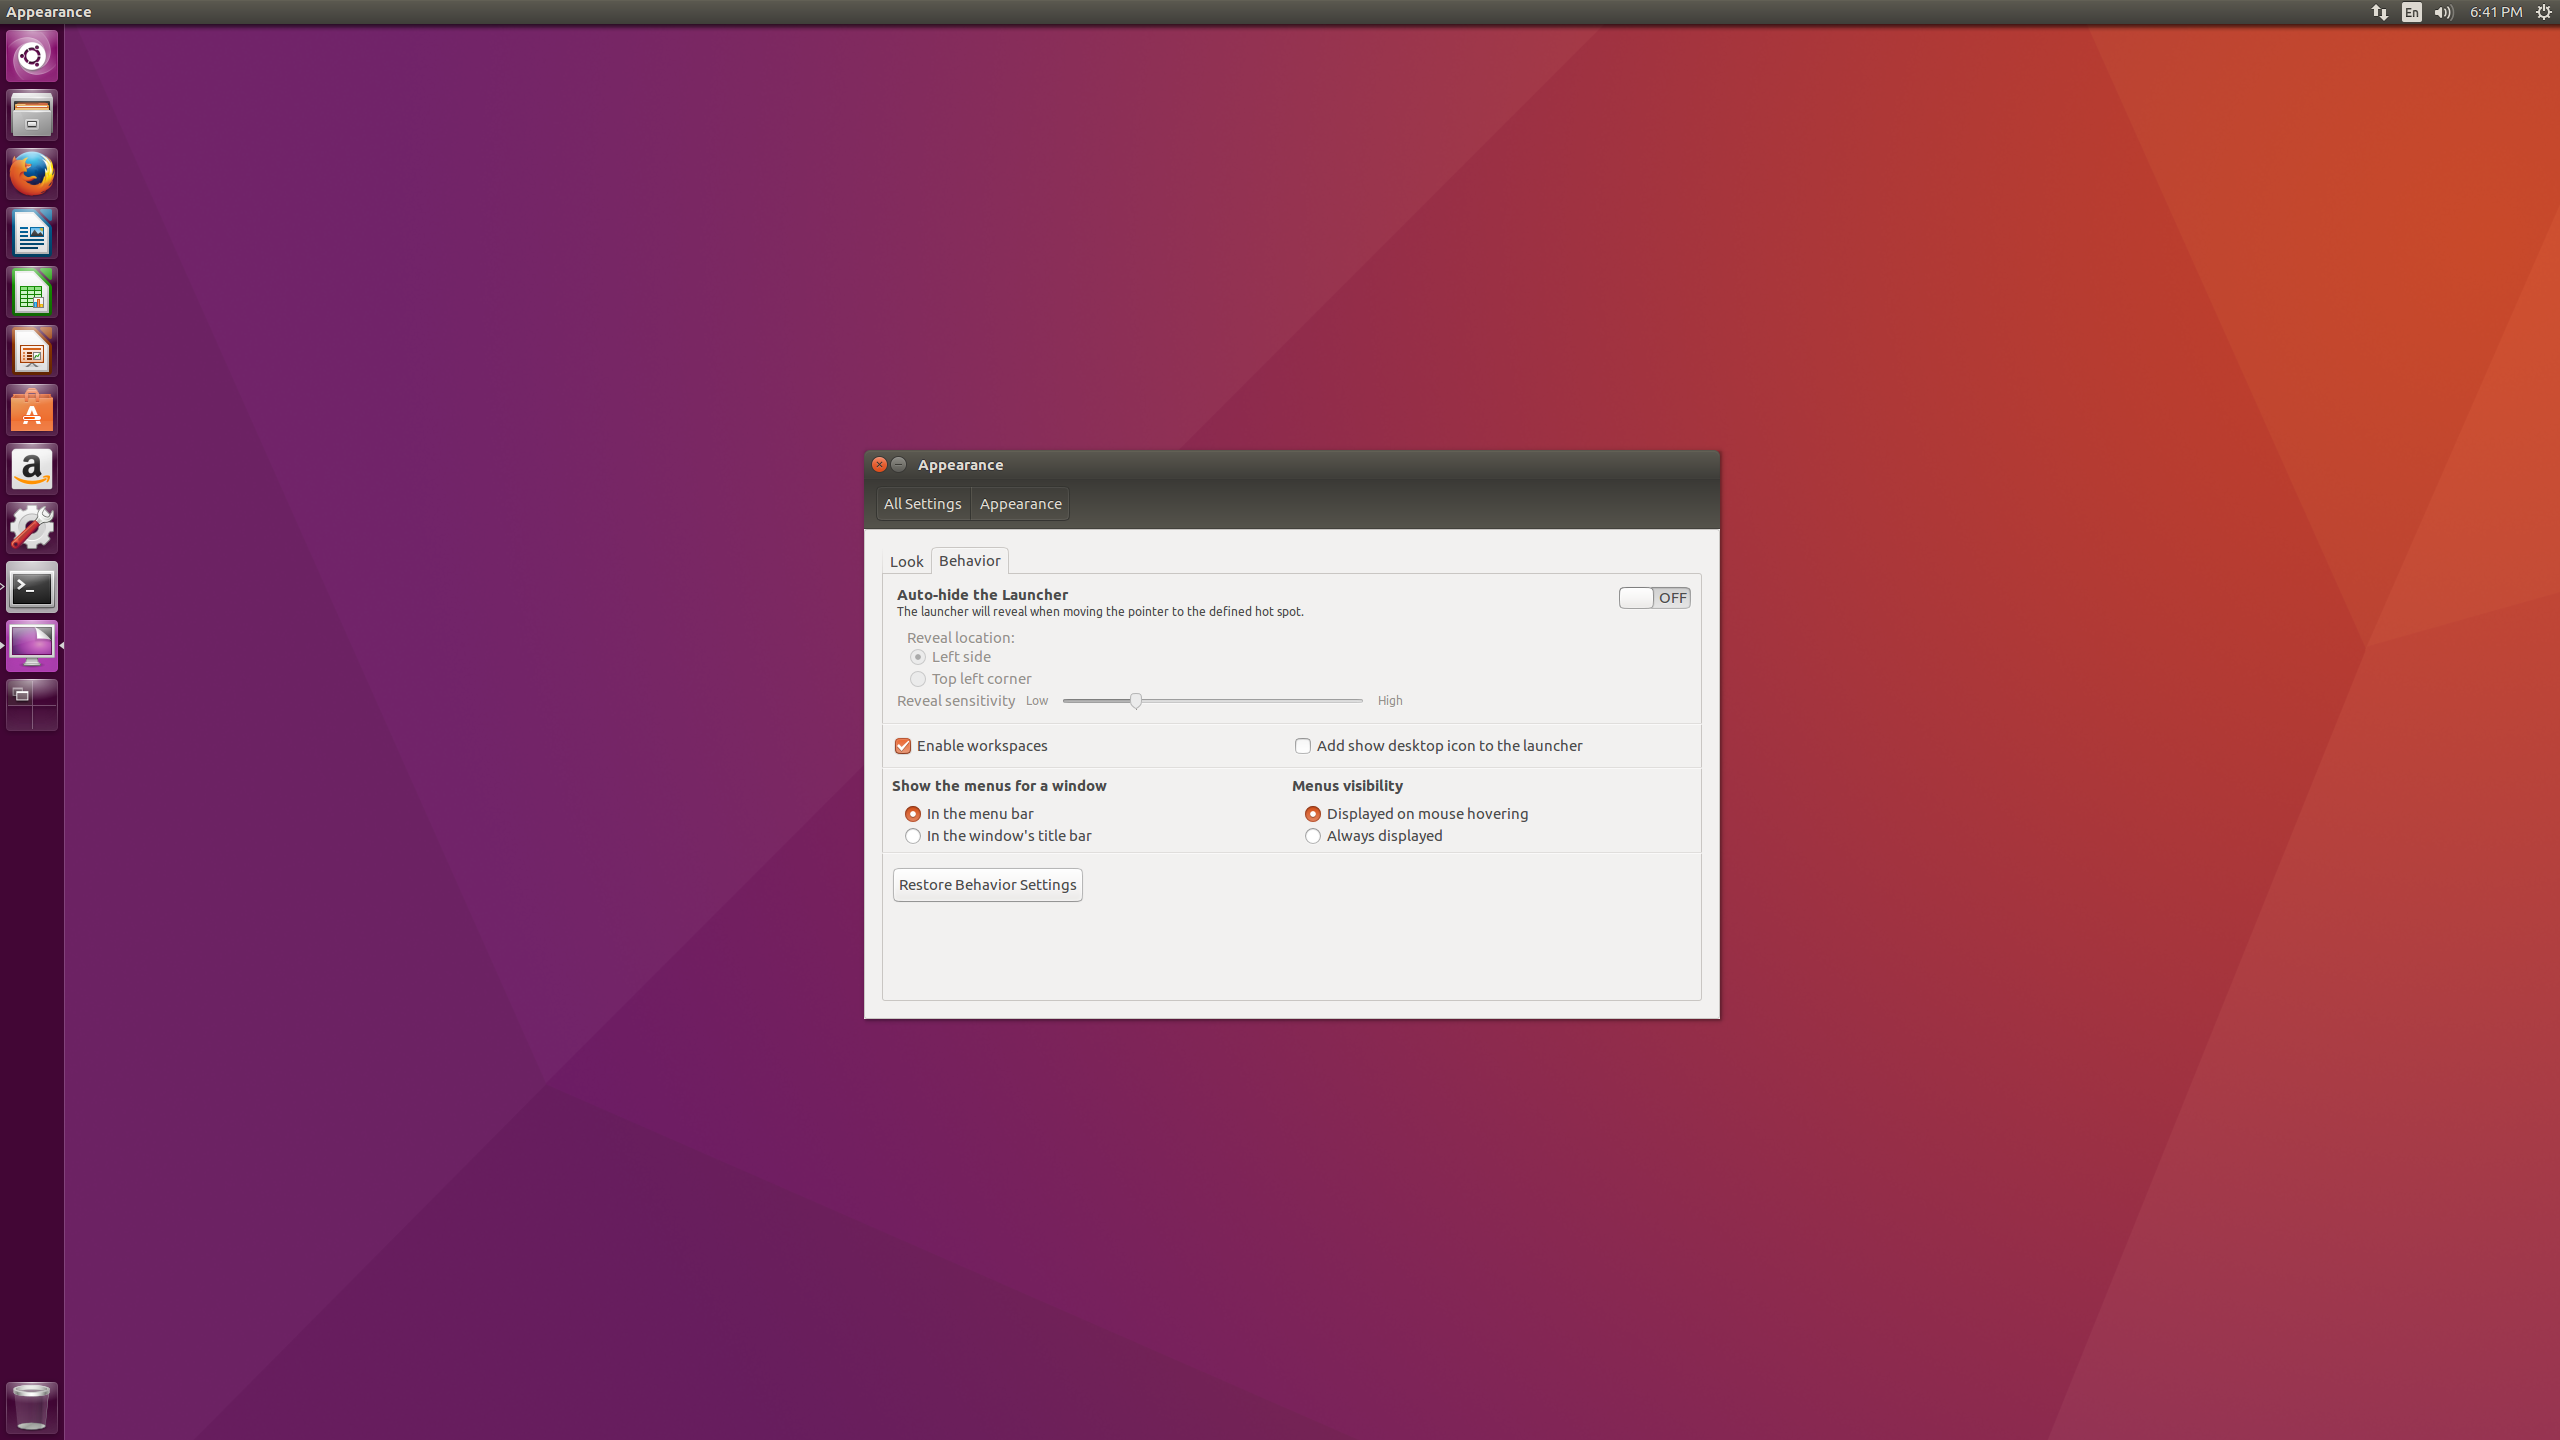 Appearance
En
6:41 PM
Appearance
All Settings
Appearance
Look
Behavior
Auto-hide the Launcher
OFF
The launcher will reveal when moving the pointer to the defined hot spot.
Reveal location:
Left side
Top left corner
Reveal sensitivity Low High
Enable workspaces
Add show desktop icon to the launcher
Show the menus for a window
Menus visibility
In the menu bar
Displayed on mouse hovering
In the window's title bar
Always displayed
Restore Behavior Settings